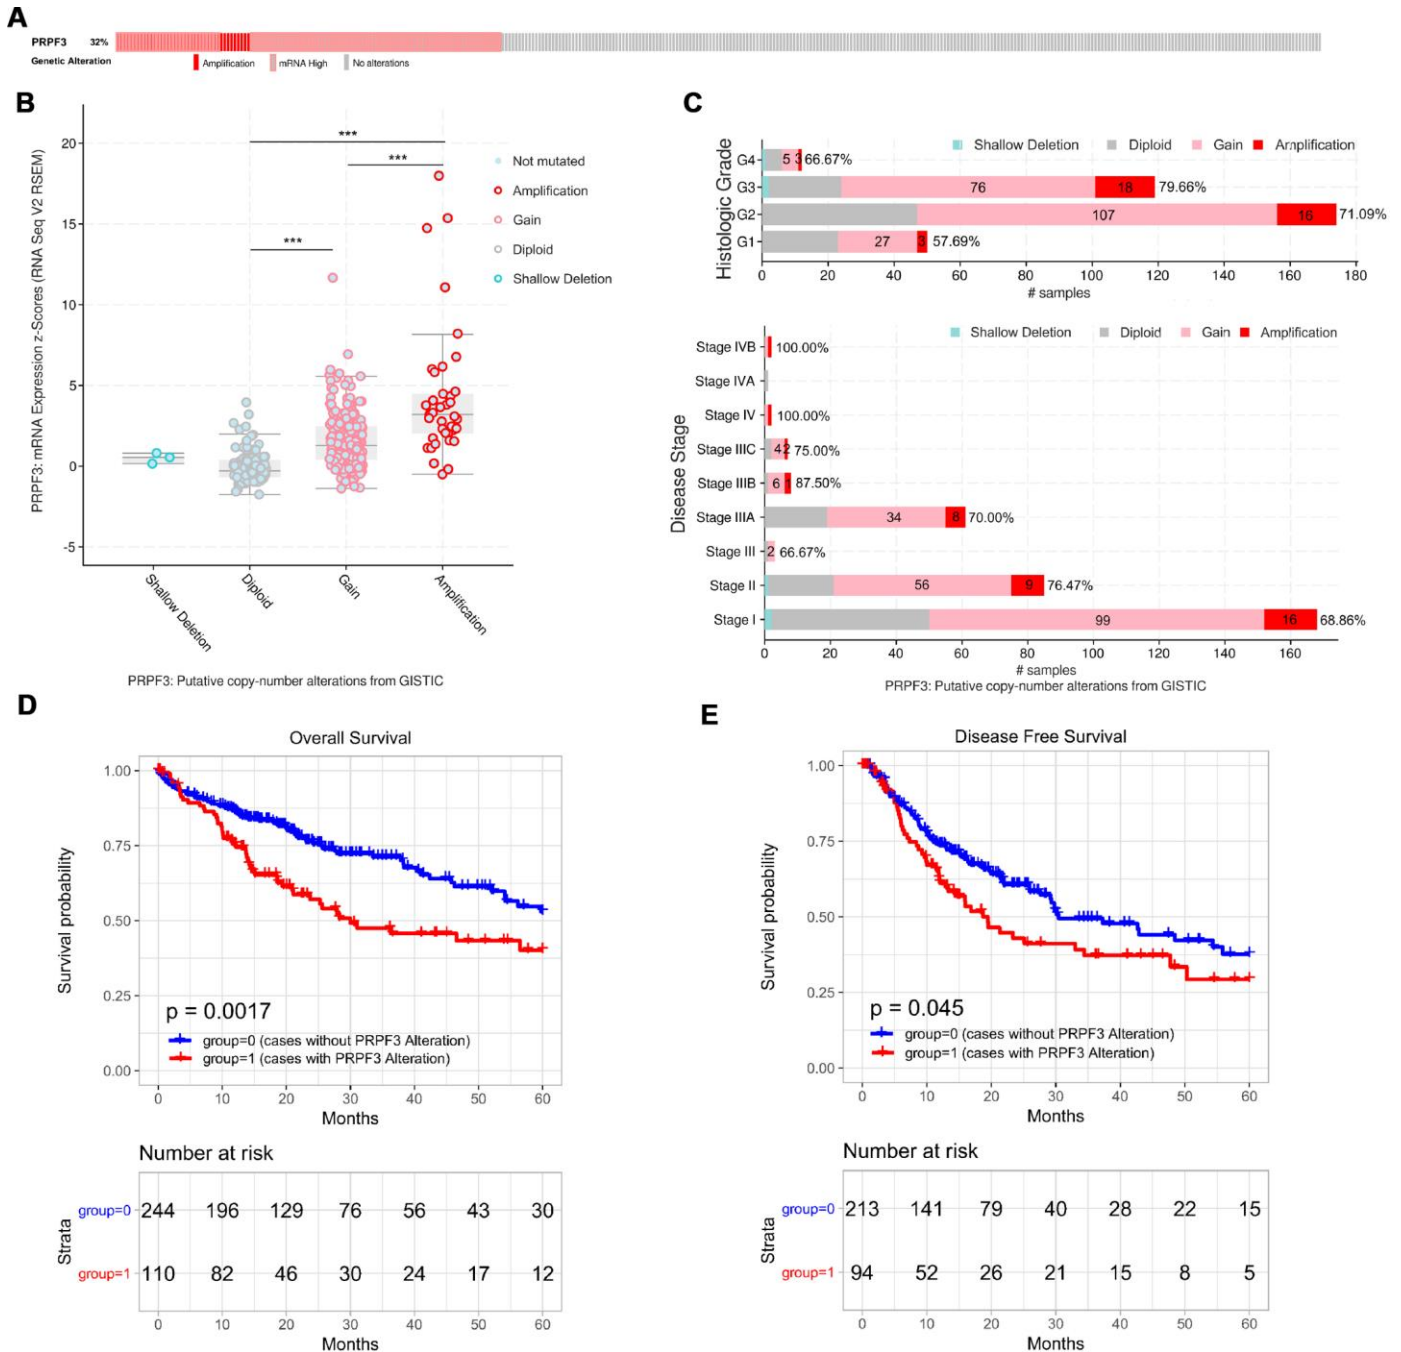 A
PRPF3 32%
Genetic Alteration Amplification mRNA High No alterations
B
PRPF3: mRNA Expression z-Scores (RNA Seq V2 RSEM)
20
15
10
5
0
-5
***
***
***
Not mutated
Amplification
Gain
Diploid
Shallow Deletion
Shallow Deletion
Diploid
Gain
Amplification
PRPF3: Putative copy-number alterations from GISTIC
C
Histologic Grade
Shallow Deletion Diploid Gain Amplification
G4 5 3 66.67%
G3 76 18 79.66%
G2 107 16 71.09%
G1 27 3 57.69%
0 20 40 60 80 100 120 140 160 180
# samples
Disease Stage
Shallow Deletion Diploid Gain Amplification
Stage IVB 100.00%
Stage IVA
Stage IV 100.00%
Stage IIIC 4 2 75.00%
Stage IIIB 6 1 87.50%
Stage IIIA 34 8 70.00%
Stage III 2 66.67%
Stage II 56 9 76.47%
Stage I 99 16 68.86%
0 20 40 60 80 100 120 140 160
# samples
PRPF3: Putative copy-number alterations from GISTIC
D
Overall Survival
Survival probability
1.00
0.75
0.50
0.25
0.00
p = 0.0017
group=0 (cases without PRPF3 Alteration)
group=1 (cases with PRPF3 Alteration)
0 10 20 30 40 50 60
Months
Number at risk
Strata
group=0 244 196 129 76 56 43 30
group=1 110 82 46 30 24 17 12
0 10 20 30 40 50 60
Months
E
Disease Free Survival
Survival probability
1.00
0.75
0.50
0.25
0.00
p = 0.045
group=0 (cases without PRPF3 Alteration)
group=1 (cases with PRPF3 Alteration)
0 10 20 30 40 50 60
Months
Number at risk
Strata
group=0 213 141 79 40 28 22 15
group=1 94 52 26 21 15 8 5
0 10 20 30 40 50 60
Months